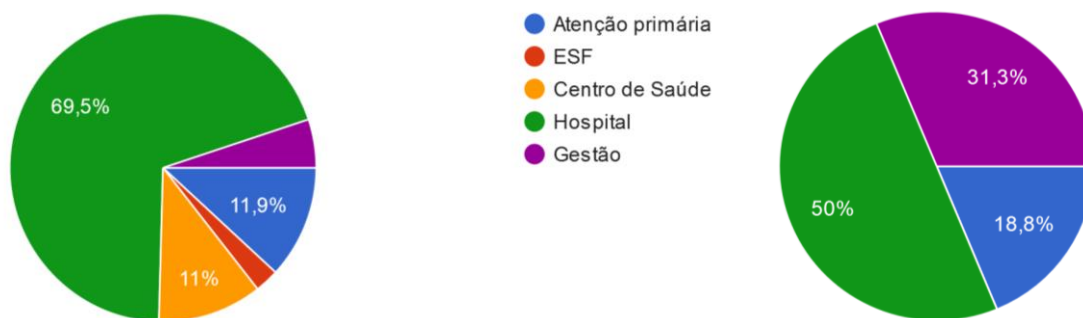 69,5%
11,9%
11%
Atenção primária
ESF
Centro de Saúde
Hospital
Gestão
31,3%
50%
18,8%